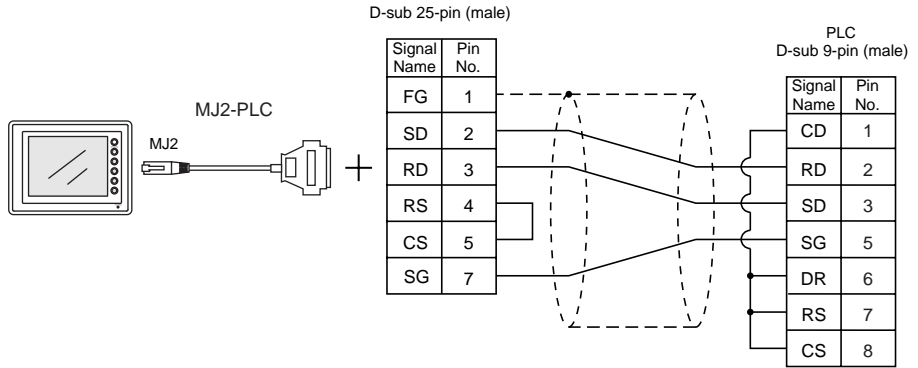 D-sub 25-pin (male)
Signal Name Pin No.
FG 1
SD 2
RD 3
RS 4
CS 5
SG 7
MJ2-PLC
MJ2
+
PLC
D-sub 9-pin (male)
Signal Name Pin No.
CD 1
RD 2
SD 3
SG 5
DR 6
RS 7
CS 8